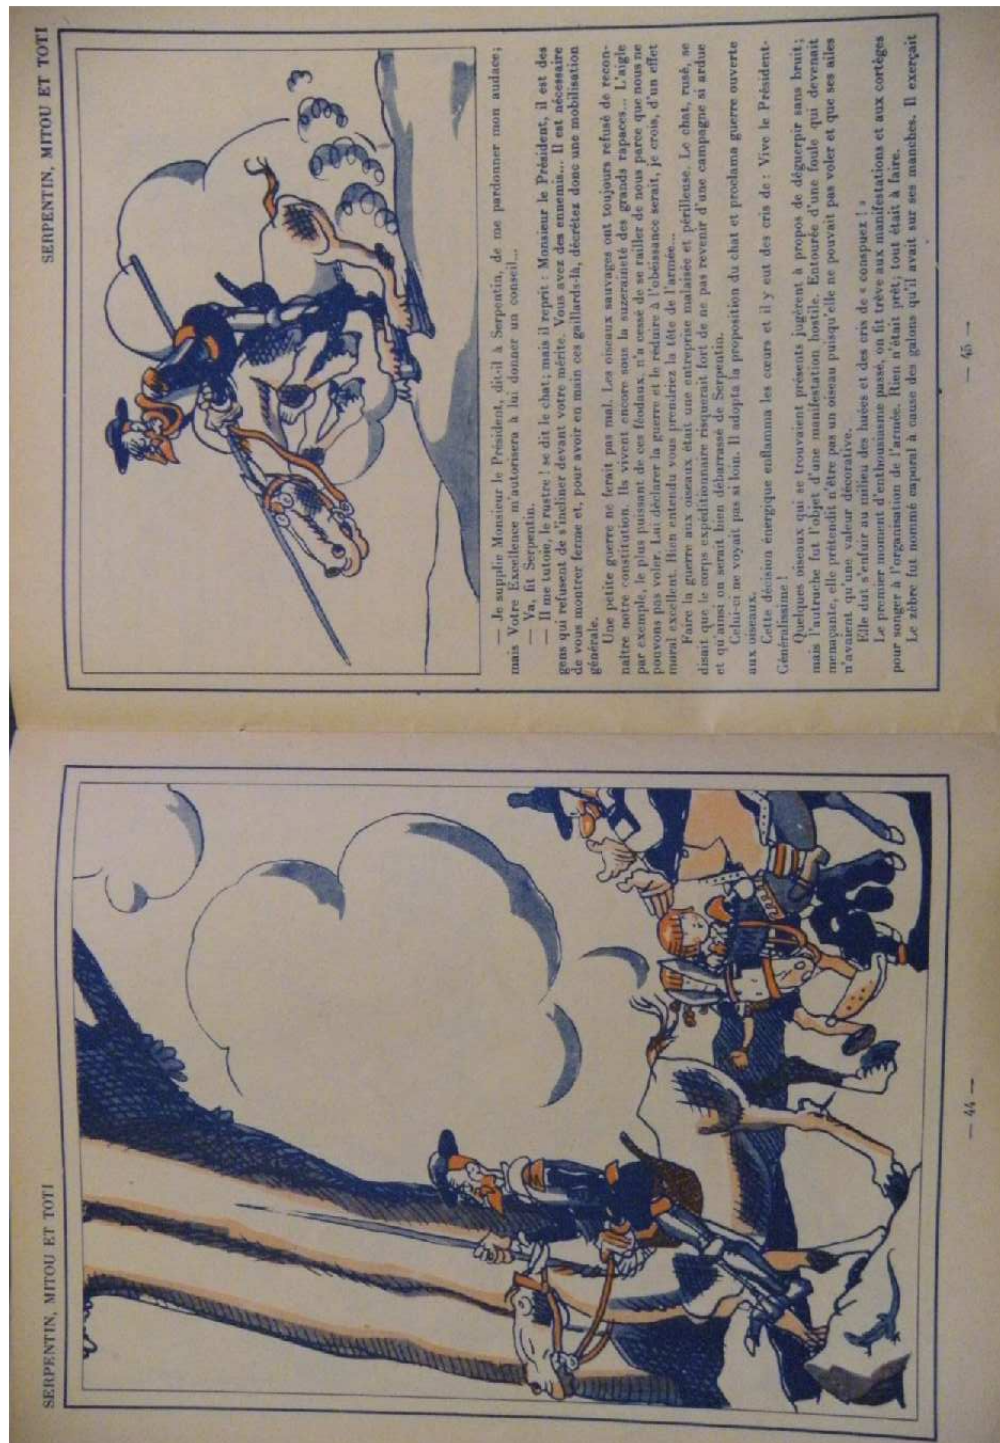 SERPENTIN, MITOU ET TOTI
— 44 —
SERPENTIN, MITOU ET TOTI
— Je supplie Monsieur le Président, dit-il à Serpentin, de me pardonner mon audace;
mais Votre Excellence m'autorisera à lui donner un conseil...
— Va, fit Serpentin.
— Il me tutoie, le rustre ! se dit le chat; mais il reprit : Monsieur le Président, il est des
gens qui refusent de s'incliner devant votre mérite. Vous avez des ennemis... Il est nécessaire
de vous montrer ferme et, pour avoir en main ces gaillards-là, décrétez donc une mobilisation
générale.
Une petite guerre ne ferait pas mal. Les oiseaux sauvages ont toujours refusé de recon-
naître notre constitution. Ils vivent encore sous la suzeraineté des grands rapaces... L'aigle
par exemple, le plus puissant de ces féodaux, n'a cessé de se railler de nous parce que nous ne
pouvons pas voler. Lui déclarer la guerre et le réduire à l'obéissance serait, je crois, d'un effet
moral excellent. Bien entendu vous prendriez la tête de l'armée...
Faire la guerre aux oiseaux était une entreprise malaisée et périlleuse. Le chat, rusé, se
disait que le corps expéditionnaire risquerait fort de ne pas revenir d'une campagne si ardue
et qu'ainsi on serait bien débarrassé de Serpentin.
Celui-ci ne voyait pas si loin. Il adopta la proposition du chat et proclama guerre ouverte
aux oiseaux.
Cette décision énergique enflamma les cœurs et il y eut des cris de : Vive le Président-
Généralissime !
Quelques oiseaux qui se trouvaient présents jugèrent à propos de déguerpir sans bruit;
mais l'autruche fut l'objet d'une manifestation hostile. Entourée d'une foule qui devenait
menaçante, elle prétendit n'être pas un oiseau puisqu'elle ne pouvait pas voler et que ses ailes
n'avaient qu'une valeur décorative.
Elle dut s'enfuir au milieu des huées et des cris de « conspuez ! »
Le premier moment d'enthousiasme passé, on fit trêve aux manifestations et aux cortèges
pour songer à l'organisation de l'armée. Rien n'était prêt; tout était à faire.
Le zèbre fut nommé caporal à cause des galons qu'il avait sur ses manches. Il exerçait
— 45 —